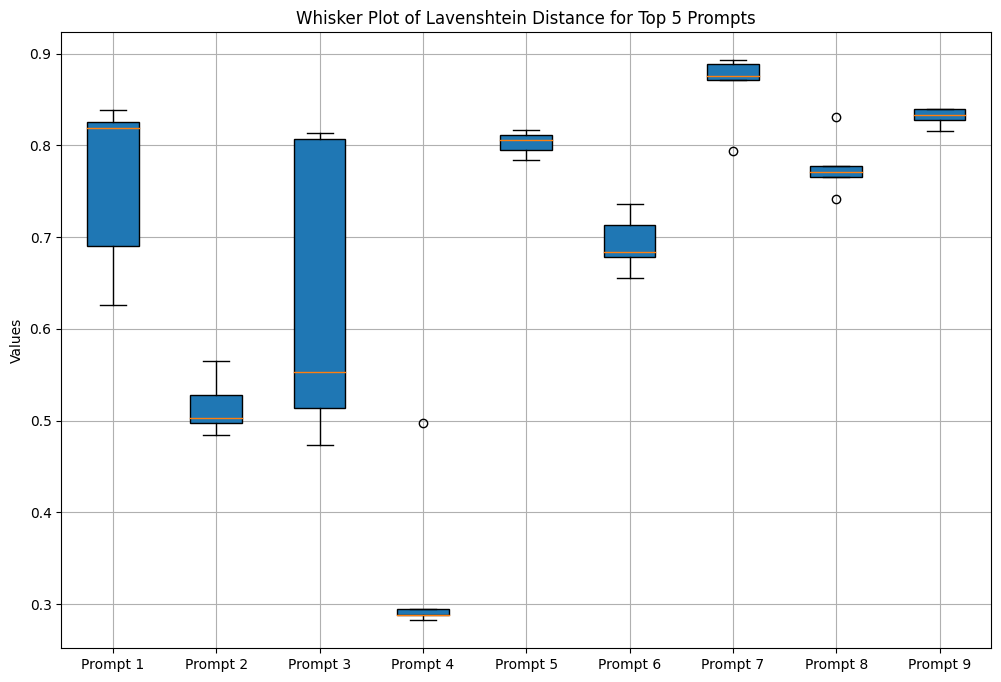 Whisker Plot of Lavenshtein Distance for Top 5 Prompts
Values
0.9
0.8
0.7
0.6
0.5
0.4
0.3
Prompt 1 Prompt 2 Prompt 3 Prompt 4 Prompt 5 Prompt 6 Prompt 7 Prompt 8 Prompt 9